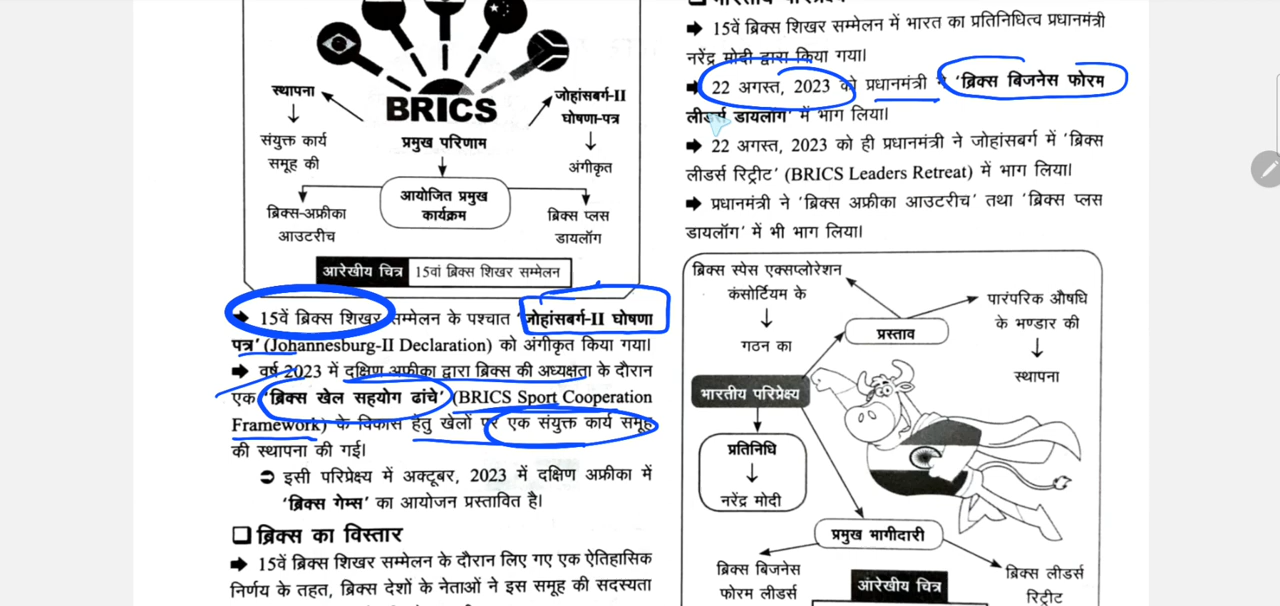 BRICS
स्थापना
संयुक्त कार्य
समूह की
प्रमुख परिणाम
जोहांसबर्ग-II
घोषणा-पत्र
अंगीकृत
आयोजित प्रमुख
कार्यक्रम
ब्रिक्स-अफ्रीका
आउटरीच
ब्रिक्स प्लस
डायलॉग
आरेखीय चित्र 15वां ब्रिक्स शिखर सम्मेलन
➡ 15वें ब्रिक्स शिखर सम्मेलन के पश्चात 'जोहांसबर्ग-II घोषणा
पत्र' (Johannesburg-II Declaration) को अंगीकृत किया गया।
➡ वर्ष 2023 में दक्षिण अफ्रीका द्वारा ब्रिक्स की अध्यक्षता के दौरान
एक 'ब्रिक्स खेल सहयोग ढांचे' (BRICS Sport Cooperation
Framework) के विकास हेतु खेलों पर एक संयुक्त कार्य समूह
की स्थापना की गई।
➲ इसी परिप्रेक्ष्य में अक्टूबर, 2023 में दक्षिण अफ्रीका में
'ब्रिक्स गेम्स' का आयोजन प्रस्तावित है।
❑ ब्रिक्स का विस्तार
➡ 15वें ब्रिक्स शिखर सम्मेलन के दौरान लिए गए एक ऐतिहासिक
निर्णय के तहत, ब्रिक्स देशों के नेताओं ने इस समूह की सदस्यता
➡ 15वें ब्रिक्स शिखर सम्मेलन में भारत का प्रतिनिधित्व प्रधानमंत्री
नरेंद्र मोदी द्वारा किया गया।
➡ 22 अगस्त, 2023 को प्रधानमंत्री ने 'ब्रिक्स बिजनेस फोरम
लीडर्स डायलॉग' में भाग लिया।
➡ 22 अगस्त, 2023 को ही प्रधानमंत्री ने जोहांसबर्ग में 'ब्रिक्स
लीडर्स रिट्रीट' (BRICS Leaders Retreat) में भाग लिया।
➡ प्रधानमंत्री ने 'ब्रिक्स अफ्रीका आउटरीच' तथा 'ब्रिक्स प्लस
डायलॉग' में भी भाग लिया।
ब्रिक्स स्पेस एक्सप्लोरेशन
कंसोर्टियम के
गठन का
प्रस्ताव
पारंपरिक औषधि
के भण्डार की
स्थापना
भारतीय परिप्रेक्ष्य
प्रतिनिधि
नरेंद्र मोदी
प्रमुख भागीदारी
ब्रिक्स बिजनेस
फोरम लीडर्स
आरेखीय चित्र
ब्रिक्स लीडर्स
रिट्रीट